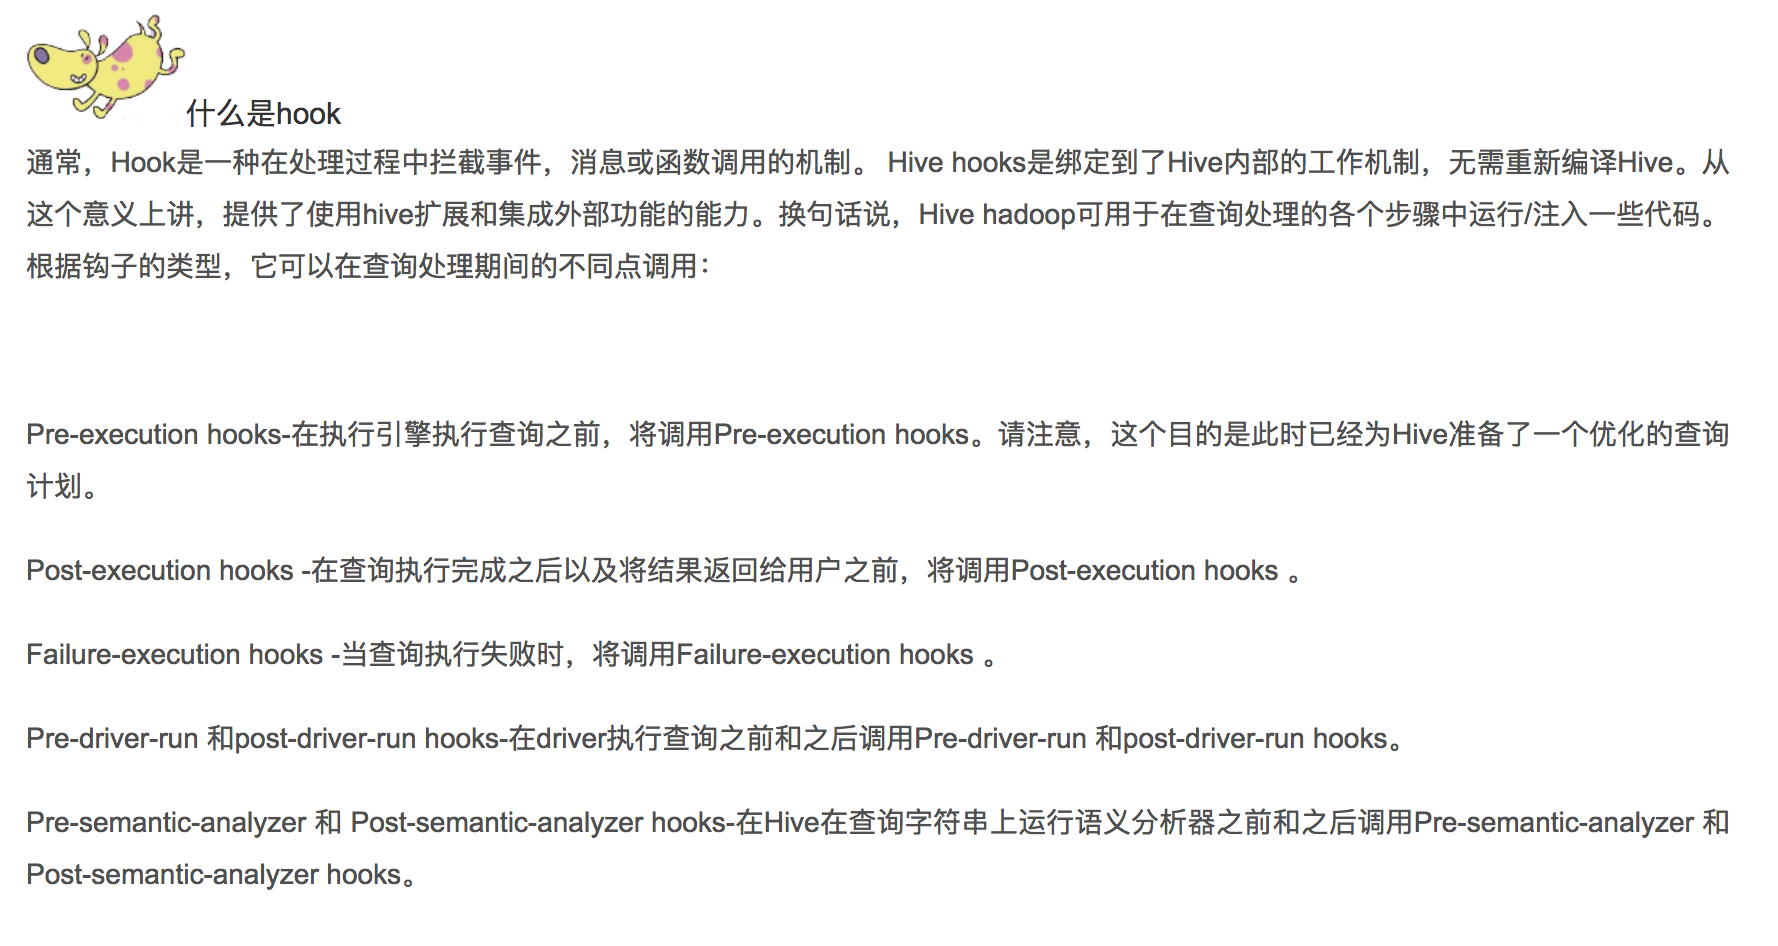 什么是hook
通常，Hook是一种在处理过程中拦截事件，消息或函数调用的机制。 Hive hooks是绑定到了Hive内部的工作机制，无需重新编译Hive。从
这个意义上讲，提供了使用hive扩展和集成外部功能的能力。换句话说，Hive hadoop可用于在查询处理的各个步骤中运行/注入一些代码。
根据钩子的类型，它可以在查询处理期间的不同点调用：
Pre-execution hooks-在执行引擎执行查询之前，将调用Pre-execution hooks。请注意，这个目的是此时已经为Hive准备了一个优化的查询
计划。
Post-execution hooks -在查询执行完成之后以及将结果返回给用户之前，将调用Post-execution hooks 。
Failure-execution hooks -当查询执行失败时，将调用Failure-execution hooks 。
Pre-driver-run 和post-driver-run hooks-在driver执行查询之前和之后调用Pre-driver-run 和post-driver-run hooks。
Pre-semantic-analyzer 和 Post-semantic-analyzer hooks-在Hive在查询字符串上运行语义分析器之前和之后调用Pre-semantic-analyzer 和
Post-semantic-analyzer hooks。